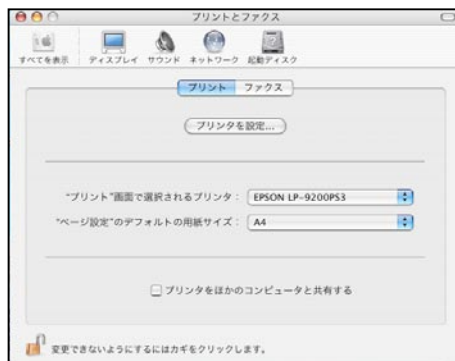 プリントとファクス
すべてを表示 ディスプレイ サウンド ネットワーク 起動ディスク
プリント ファクス
プリンタを設定...
"プリント"画面で選択されるプリンタ： EPSON LP-9200PS3
"ページ設定"のデフォルトの用紙サイズ： A4
プリンタをほかのコンピュータと共有する
変更できないようにするにはカギをクリックします。